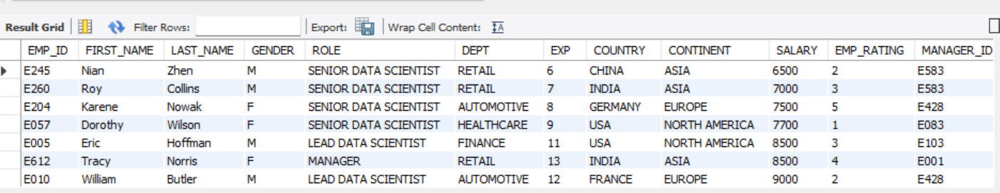 Result Grid Filter Rows: Export: Wrap Cell Content: IA
EMP_ID FIRST_NAME LAST_NAME GENDER ROLE DEPT EXP COUNTRY CONTINENT SALARY EMP_RATING MANAGER_ID
E245 Nian Zhen M SENIOR DATA SCIENTIST RETAIL 6 CHINA ASIA 6500 2 E583
E260 Roy Collins M SENIOR DATA SCIENTIST RETAIL 7 INDIA ASIA 7000 3 E583
E204 Karene Nowak F SENIOR DATA SCIENTIST AUTOMOTIVE 8 GERMANY EUROPE 7500 5 E428
E057 Dorothy Wilson F SENIOR DATA SCIENTIST HEALTHCARE 9 USA NORTH AMERICA 7700 1 E083
E005 Eric Hoffman M LEAD DATA SCIENTIST FINANCE 11 USA NORTH AMERICA 8500 3 E103
E612 Tracy Norris F MANAGER RETAIL 13 INDIA ASIA 8500 4 E001
E010 William Butler M LEAD DATA SCIENTIST AUTOMOTIVE 12 FRANCE EUROPE 9000 2 E428